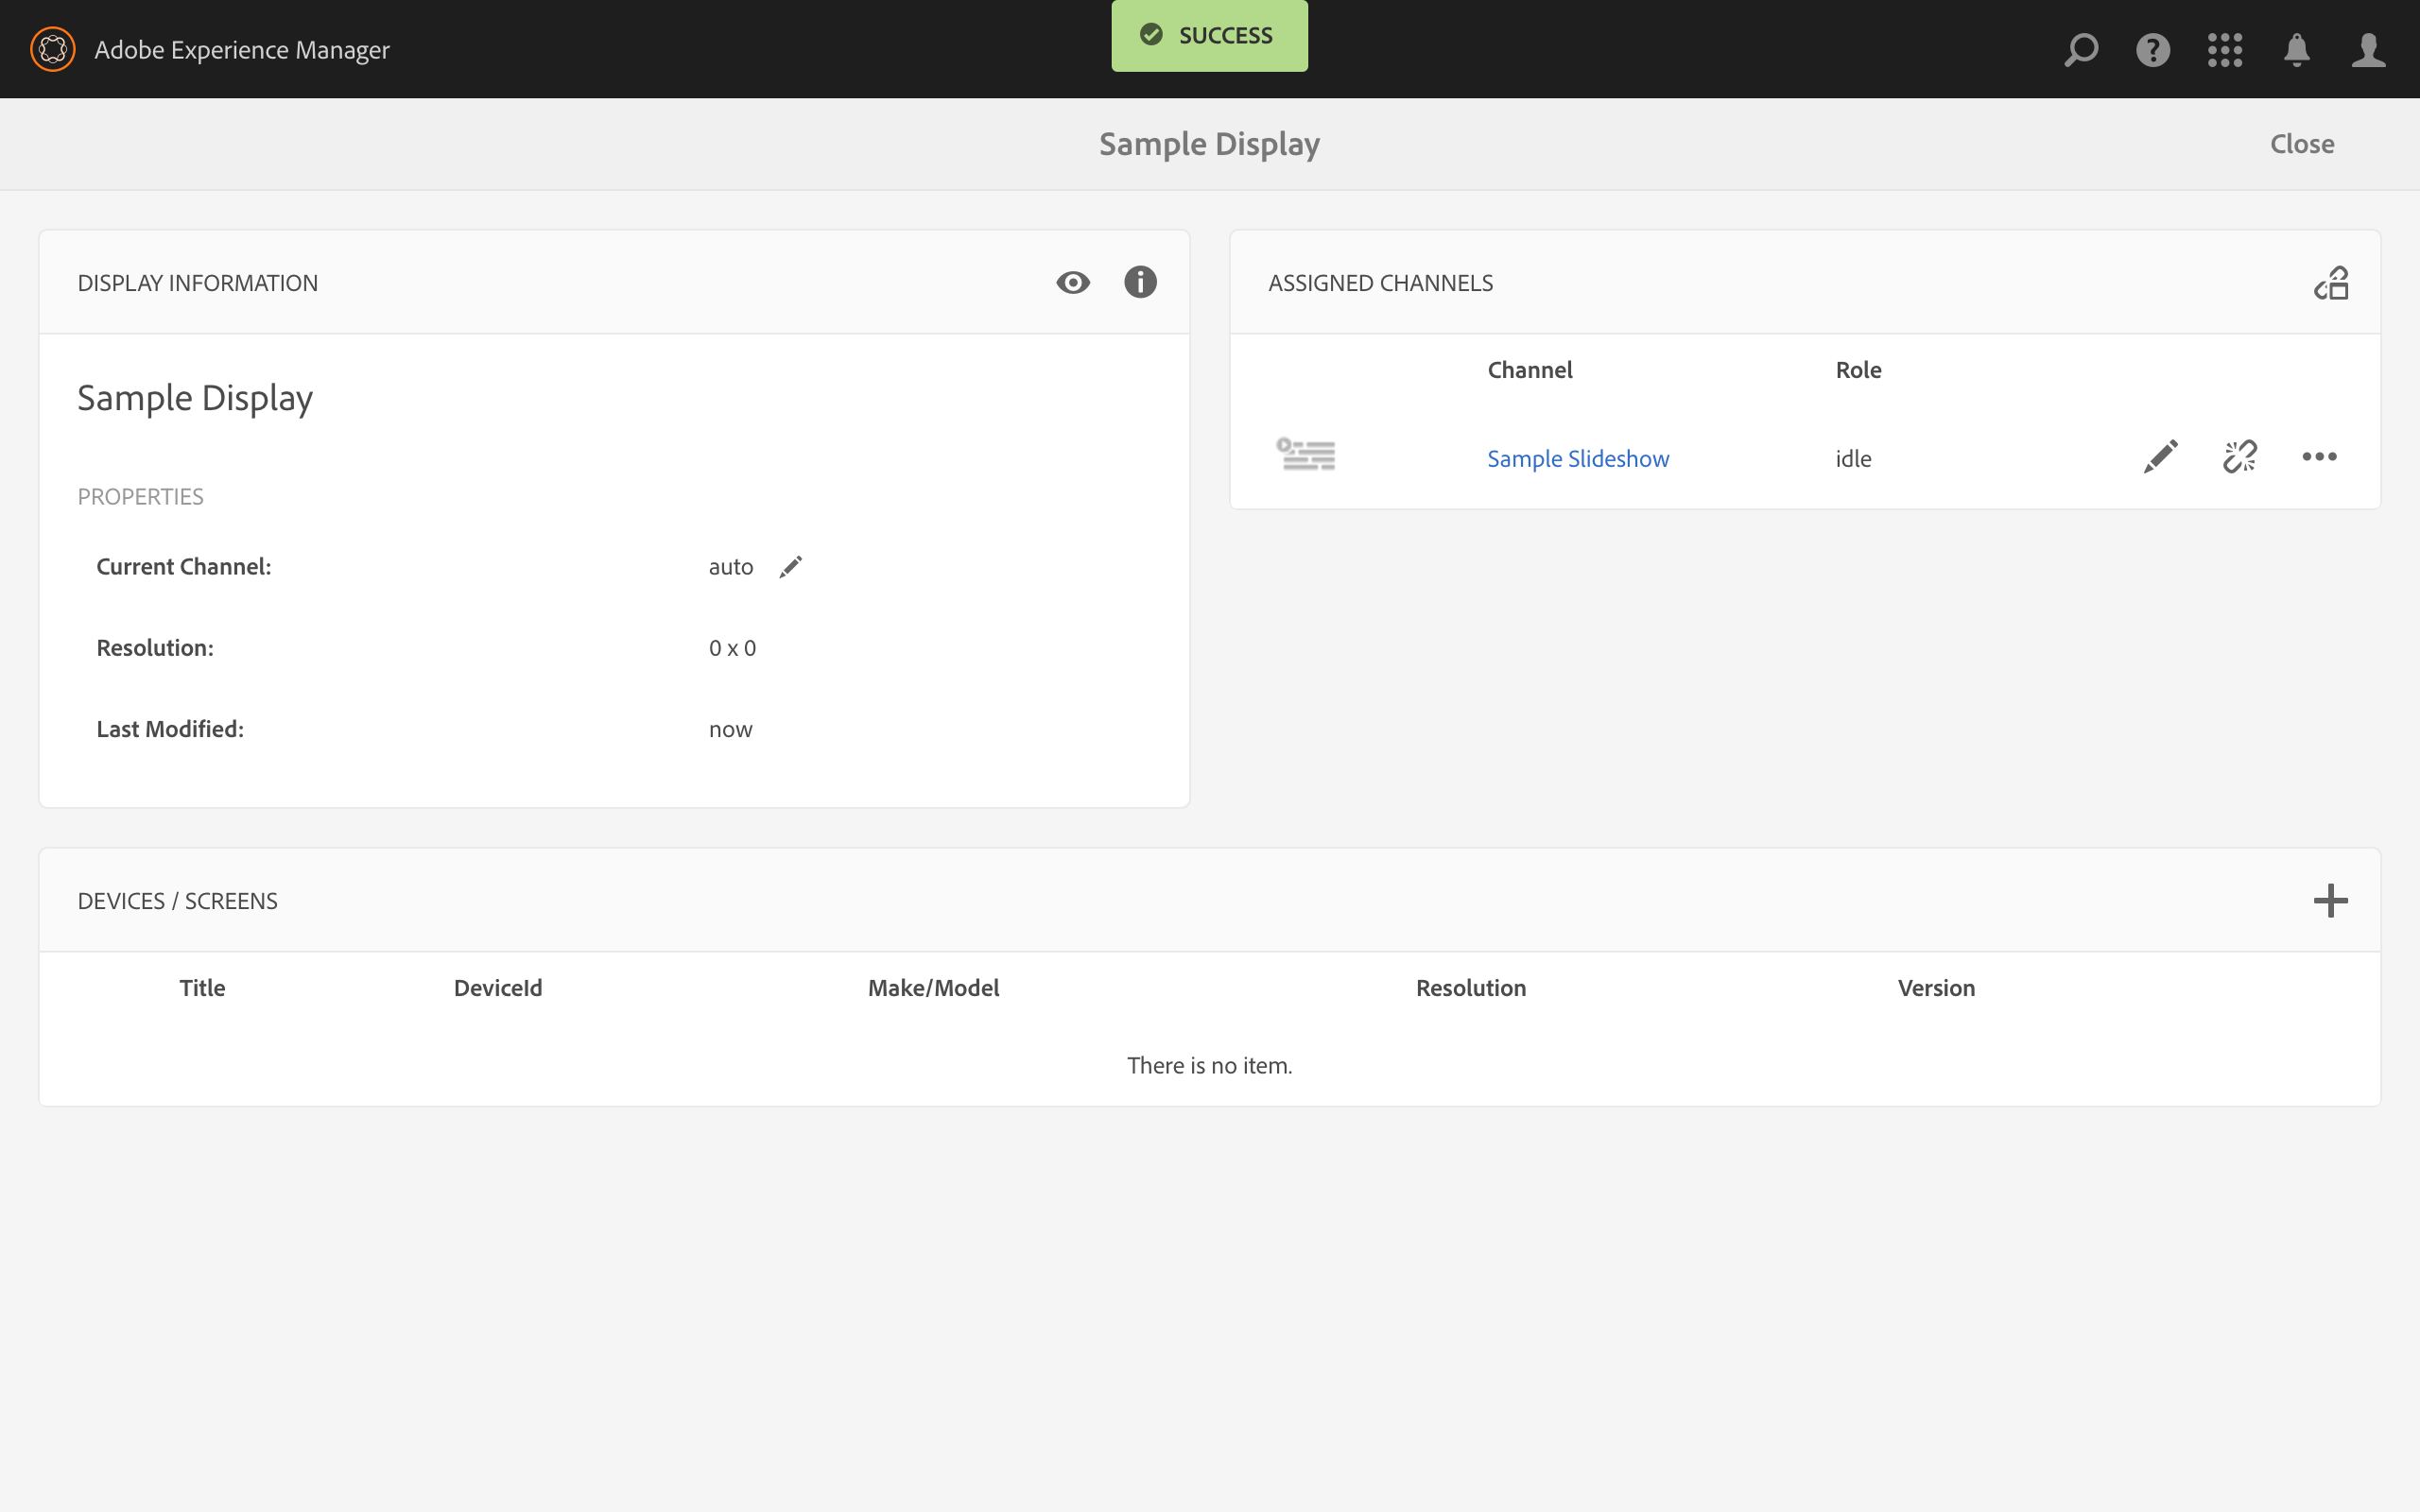 Adobe Experience Manager
SUCCESS
Sample Display
Close
DISPLAY INFORMATION
Sample Display
PROPERTIES
Current Channel: auto
Resolution: 0 x 0
Last Modified: now
ASSIGNED CHANNELS
Channel Role
Sample Slideshow idle
DEVICES / SCREENS
Title DeviceId Make/Model Resolution Version
There is no item.